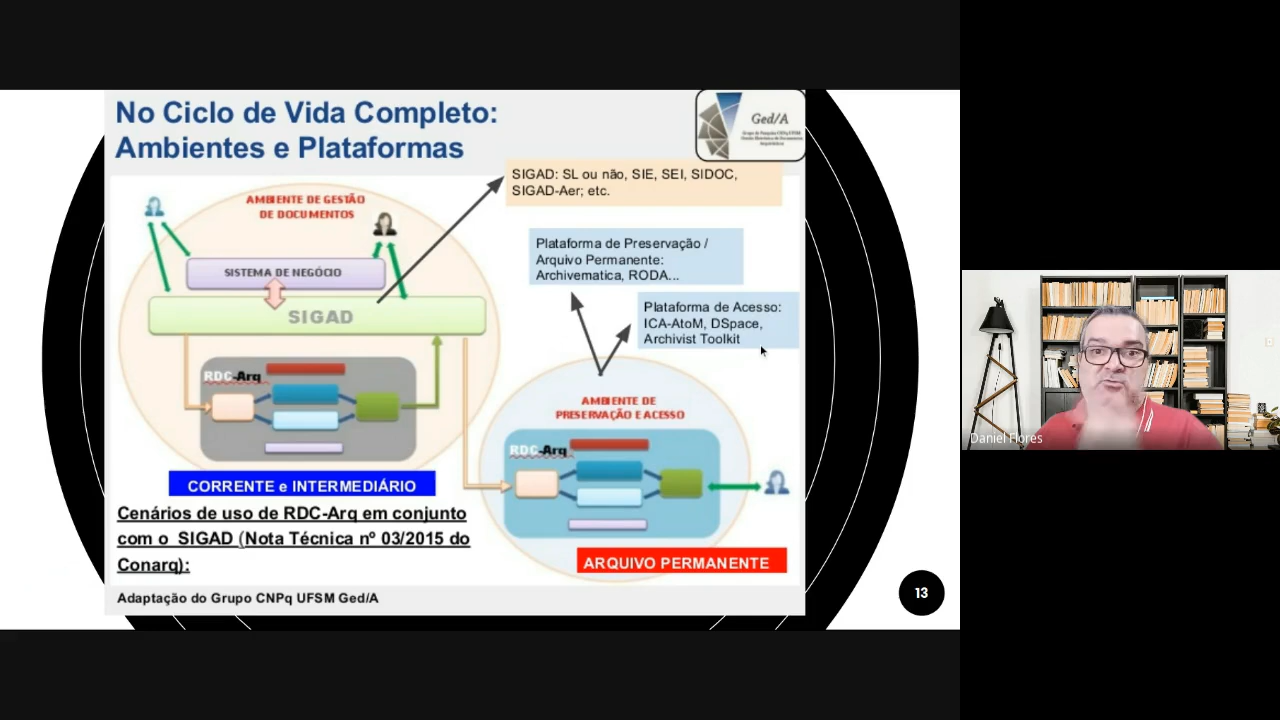 No Ciclo de Vida Completo:
Ambientes e Plataformas
Ged/A
SIGAD: SL ou não, SIE, SEI, SIDOC,
SIGAD-Aer; etc.
AMBIENTE DE GESTÃO
DE DOCUMENTOS
Plataforma de Preservação /
Arquivo Permanente:
Archivematica, RODA...
SISTEMA DE NEGÓCIO
Plataforma de Acesso:
ICA-AtoM, DSpace,
Archivist Toolkit
SIGAD
RDC-Arq
AMBIENTE DE
PRESERVAÇÃO E ACESSO
RDC-Arq
CORRENTE e INTERMEDIÁRIO
Cenários de uso de RDC-Arq em conjunto
com o SIGAD (Nota Técnica nº 03/2015 do
Conarq):
ARQUIVO PERMANENTE
Adaptação do Grupo CNPq UFSM Ged/A
13
Daniel Flores